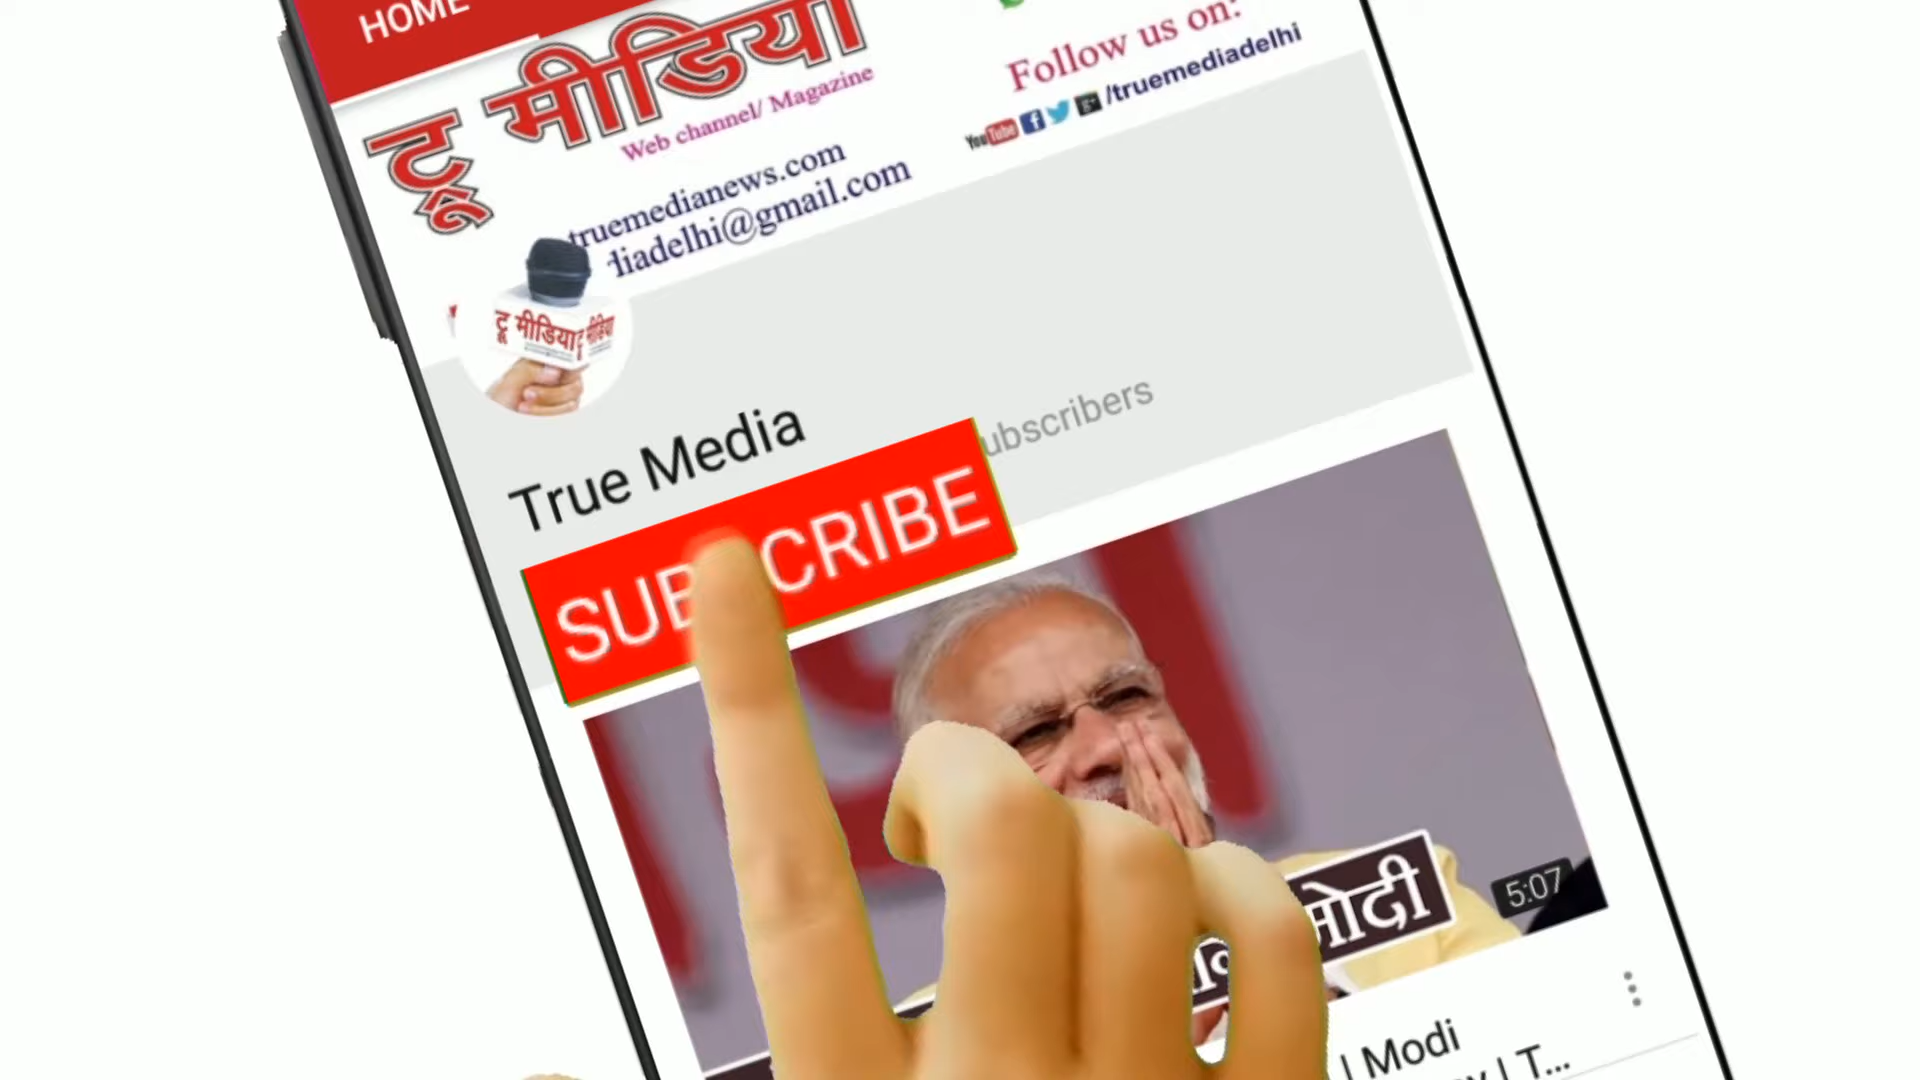 HOME
ट्रू मीडिया
Web channel/ Magazine
truemedianews.com
diadelhi@gmail.com
Follow us on:
YouTube /truemediadelhi
ट्रू मीडिया
True Media
SUBSCRIBE
ubscribers
मोदी
5:07
| Modi
| T...